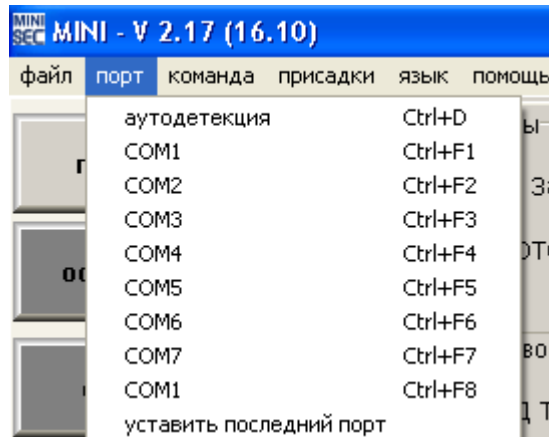 MINI SEC MINI - V 2.17 (16.10)
файл порт команда присадки язык помощь
аутодетекция Ctrl+D
COM1 Ctrl+F1
COM2 Ctrl+F2
COM3 Ctrl+F3
COM4 Ctrl+F4
COM5 Ctrl+F5
COM6 Ctrl+F6
COM7 Ctrl+F7
COM1 Ctrl+F8
уставить последний порт